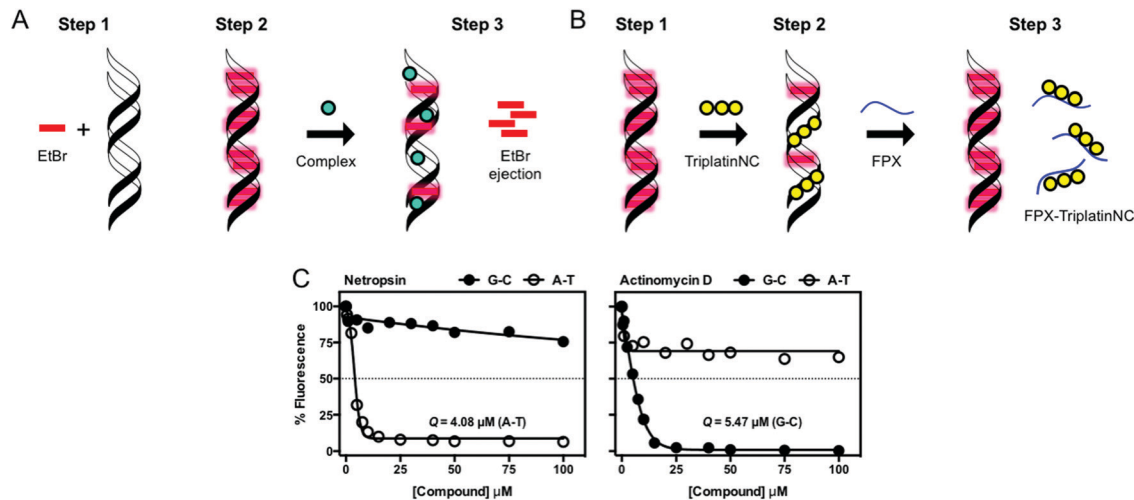 A
Step 1
Step 2
Step 3
EtBr
+
Complex
EtBr
ejection
B
Step 1
Step 2
Step 3
TriplatinNC
FPX
FPX-TriplatinNC
C
Netropsin
G-C
A-T
% Fluorescence
100
75
50
25
0
Q = 4.08 μM (A-T)
0 25 50 75 100
[Compound] μM
Actinomycin D
G-C
A-T
Q = 5.47 μM (G-C)
0 25 50 75 100
[Compound] μM